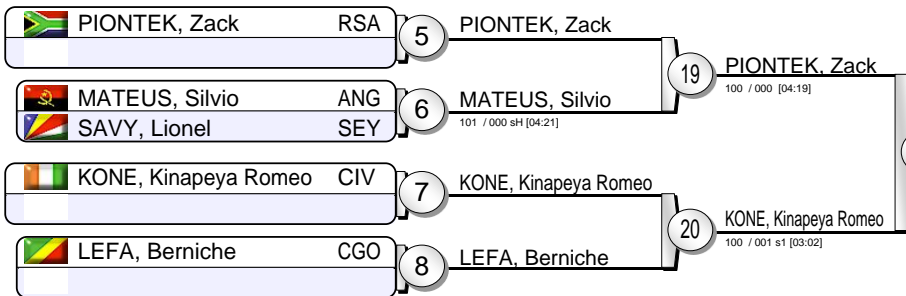 PIONTEK, Zack RSA
5
PIONTEK, Zack
19
PIONTEK, Zack
100 / 000 [04:19]
MATEUS, Silvio ANG
SAVY, Lionel SEY
6
MATEUS, Silvio
101 / 000 sH [04:21]
KONE, Kinapeya Romeo CIV
7
KONE, Kinapeya Romeo
20
KONE, Kinapeya Romeo
100 / 001 s1 [03:02]
LEFA, Berniche CGO
8
LEFA, Berniche